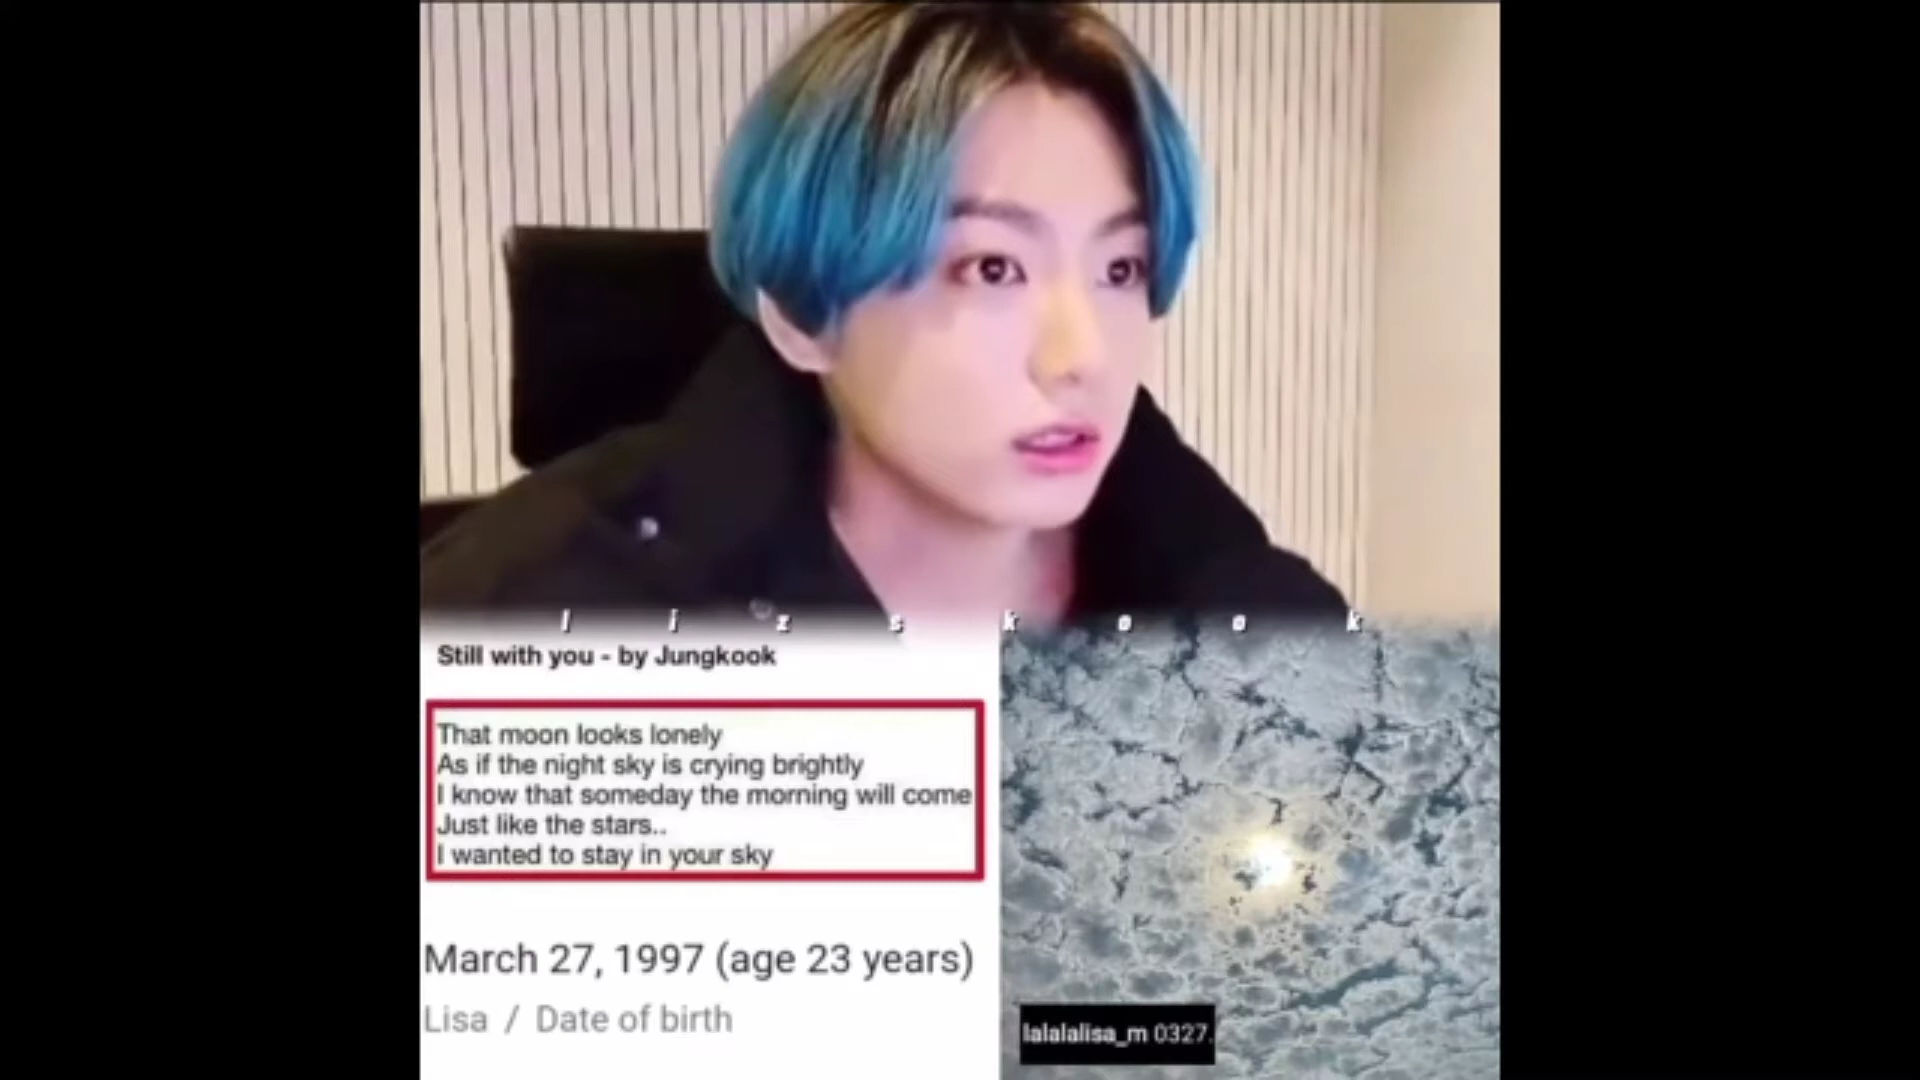 lizskook
Still with you - by Jungkook
That moon looks lonely
As if the night sky is crying brightly
I know that someday the morning will come
Just like the stars..
I wanted to stay in your sky
March 27, 1997 (age 23 years)
Lisa / Date of birth
lalalalisa_m 0327.